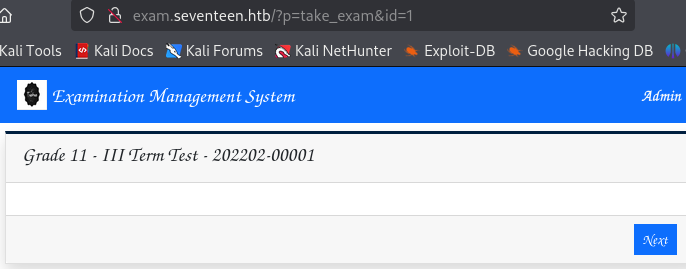 exam.seventeen.htb/?p=take_exam&id=1
Kali Tools Kali Docs Kali Forums Kali NetHunter Exploit-DB Google Hacking DB
Examination Management System Admin
Grade 11 - III Term Test - 202202-00001
Next